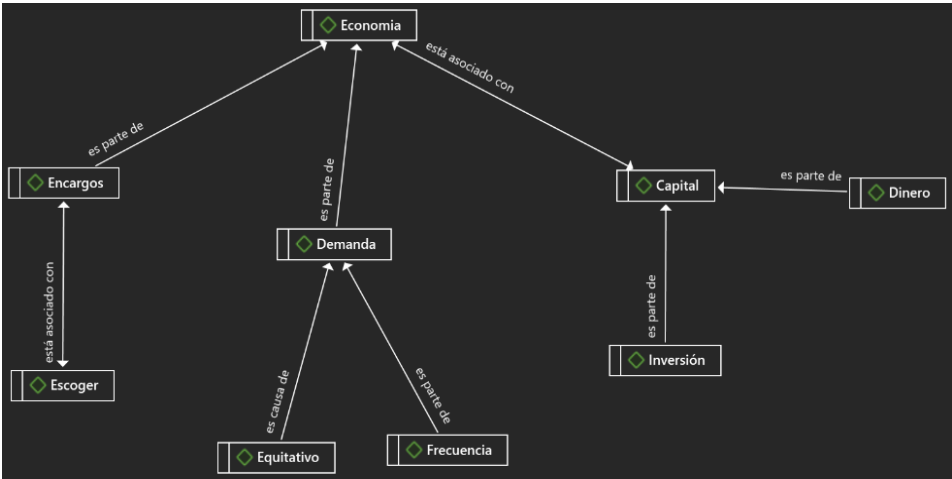 Economia
está asociado con
es parte de
es parte de
Encargos
Capital
es parte de
Dinero
Demanda
está asociado con
es parte de
Inversión
Escoger
es causa de
es parte de
Equitativo
Frecuencia